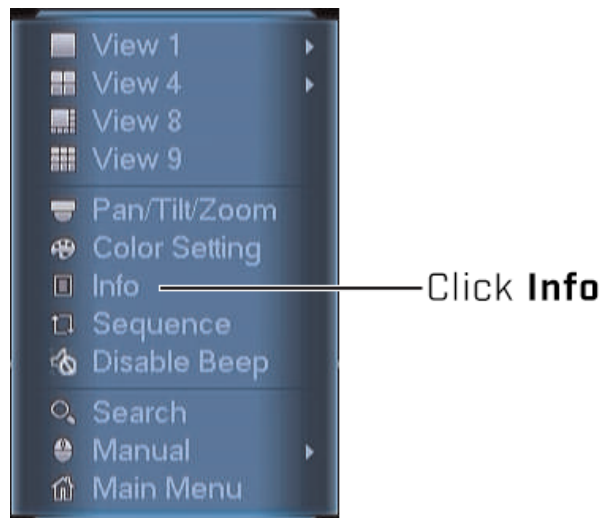 View 1
View 4
View 8
View 9
Pan/Tilt/Zoom
Color Setting
Info
Click Info
Sequence
Disable Beep
Search
Manual
Main Menu